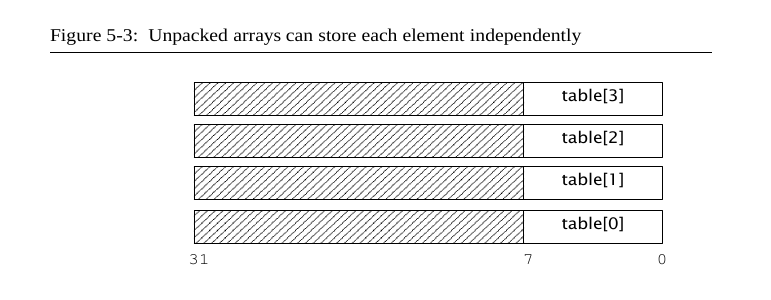 Figure 5-3: Unpacked arrays can store each element independently
table[3]
table[2]
table[1]
table[0]
31 7 0